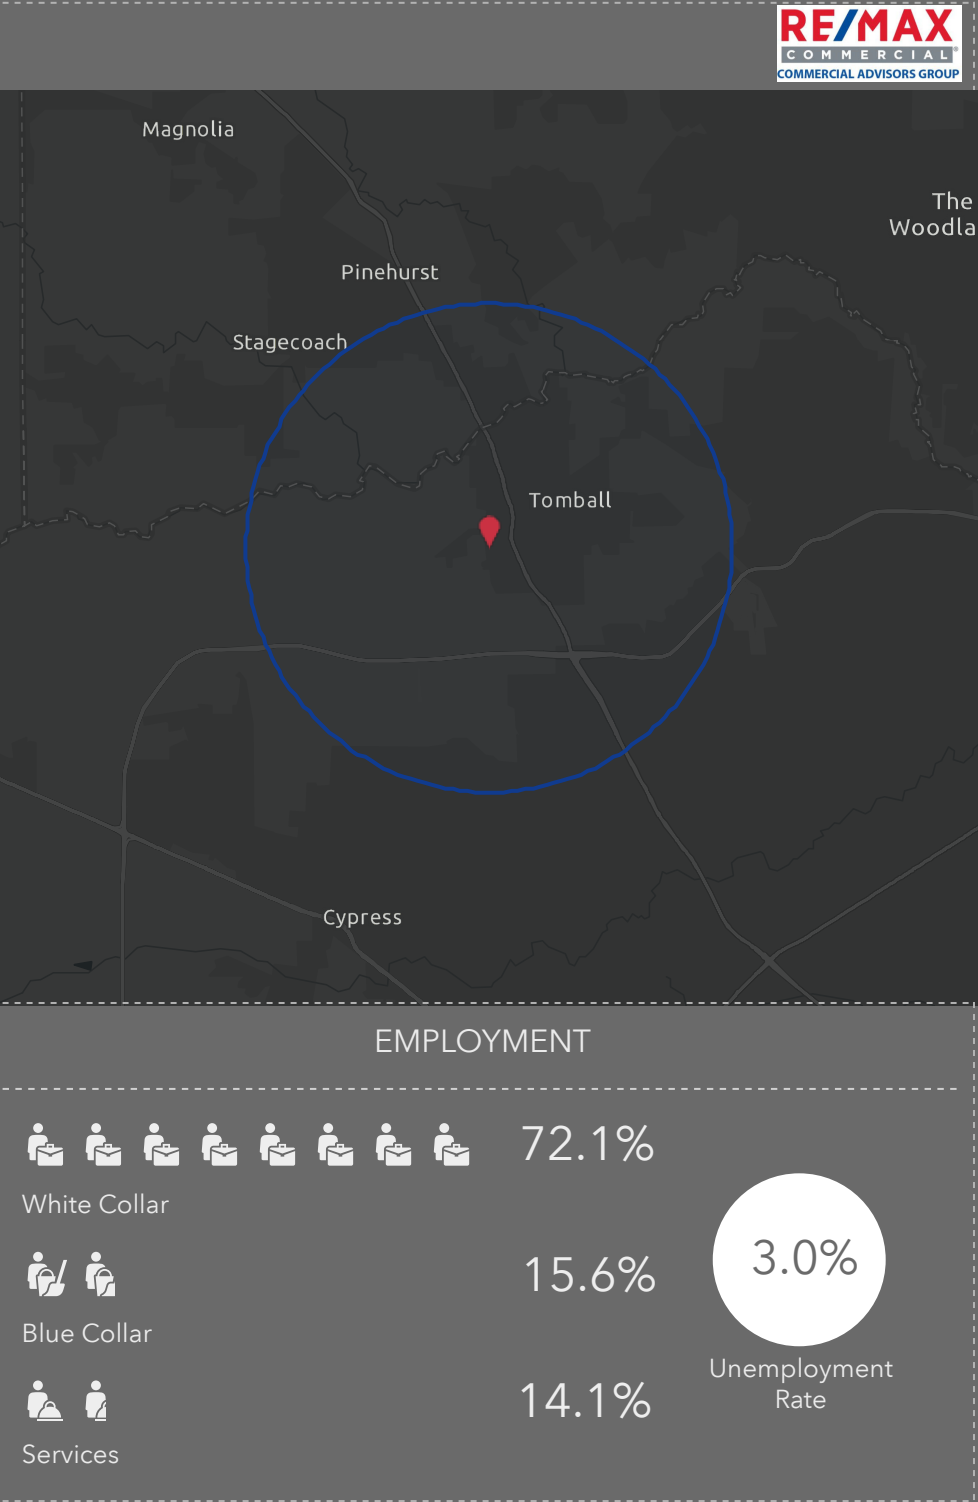 RE/MAX
COMMERCIAL®
COMMERCIAL ADVISORS GROUP
Magnolia
The
Woodla
Pinehurst
Stagecoach
Tomball
Cypress
EMPLOYMENT
72.1%
White Collar
15.6%
Blue Collar
14.1%
Services
3.0%
Unemployment
Rate